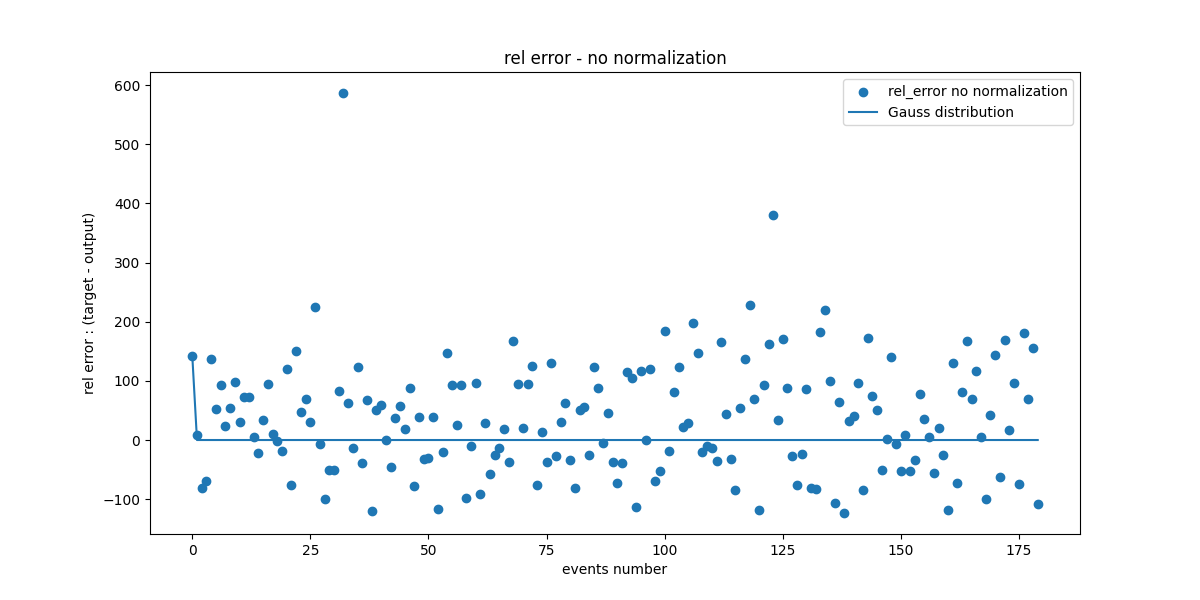 rel error - no normalization
rel_error no normalization
Gauss distribution
rel error : (target - output)
600
500
400
300
200
100
0
−100
0 25 50 75 100 125 150 175
events number